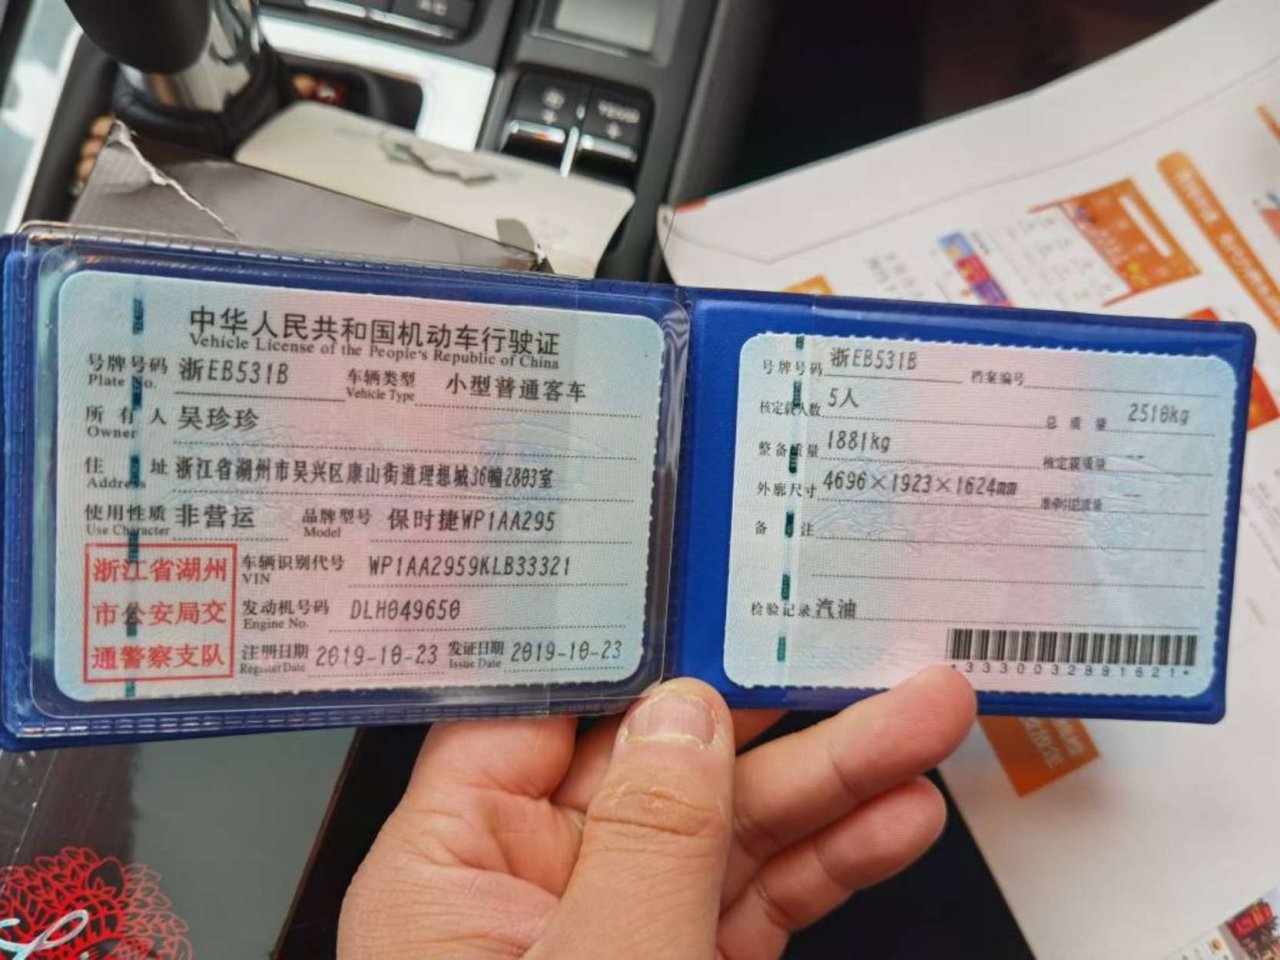 中华人民共和国机动车行驶证
Vehicle License of the People's Republic of China
号牌号码 浙EB531B 车辆类型 小型普通客车
Plate No. Vehicle Type
所有人 吴珍珍
Owner
住址 浙江省湖州市吴兴区康山街道理想城36幢2803室
Address
使用性质 非营运 品牌型号 保时捷WP1AA295
Use Character Model
浙江省湖州
市公安局交
通警察支队
车辆识别代号 WP1AA2959KLB33321
VIN
发动机号码 DLH049650
Engine No.
注册日期 2019-10-23 发证日期 2019-10-23
Register Date Issue Date
号牌号码 浙EB531B 档案编号
核定载人数 5人 总质量 2510kg
整备质量 1881kg 核定载质量 --
外廓尺寸 4696×1923×1624mm 准牵引总质量 --
备注
检验记录 汽油
*3330032891621*
TEMP